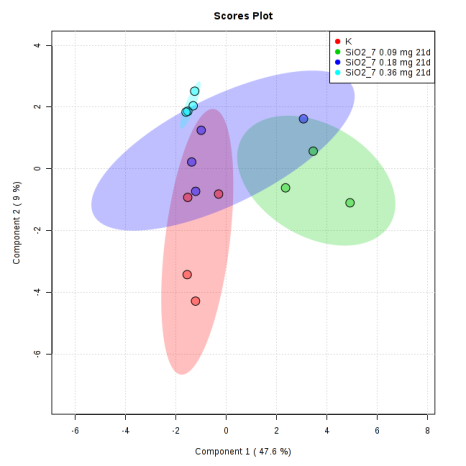 Scores Plot
K
SiO2_7 0.09 mg 21d
SiO2_7 0.18 mg 21d
SiO2_7 0.36 mg 21d
4
2
0
-2
-4
-6
Component 2 ( 9 %)
-6 -4 -2 0 2 4 6 8
Component 1 ( 47.6 %)